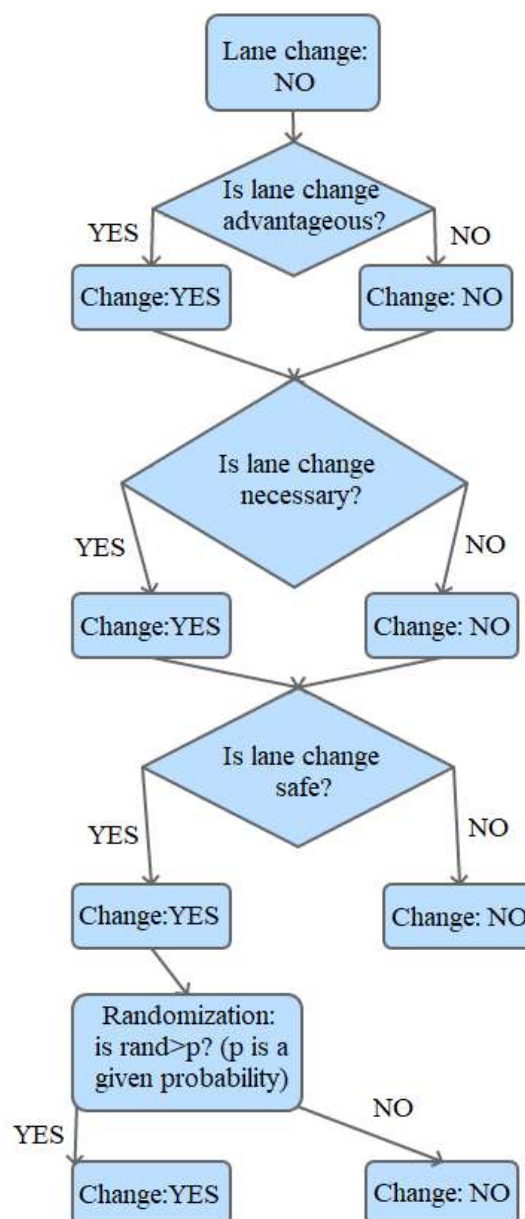 Lane change:
NO
Is lane change
advantageous?
YES
NO
Change:YES
Change: NO
Is lane change
necessary?
YES
NO
Change:YES
Change: NO
Is lane change
safe?
YES
NO
Change:YES
Change: NO
Randomization:
is rand>p? (p is a
given probability)
YES
NO
Change:YES
Change: NO